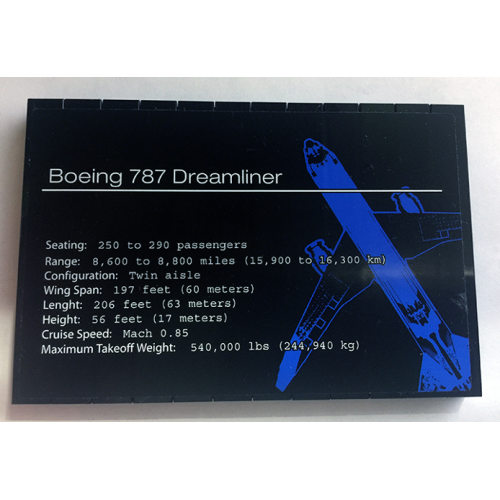 Boeing 787 Dreamliner
Seating: 250 to 290 passengers
Range: 8,600 to 8,800 miles (15,900 to 16,300 km)
Configuration: Twin aisle
Wing Span: 197 feet (60 meters)
Lenght: 206 feet (63 meters)
Height: 56 feet (17 meters)
Cruise Speed: Mach 0.85
Maximum Takeoff Weight: 540,000 lbs (244,940 kg)